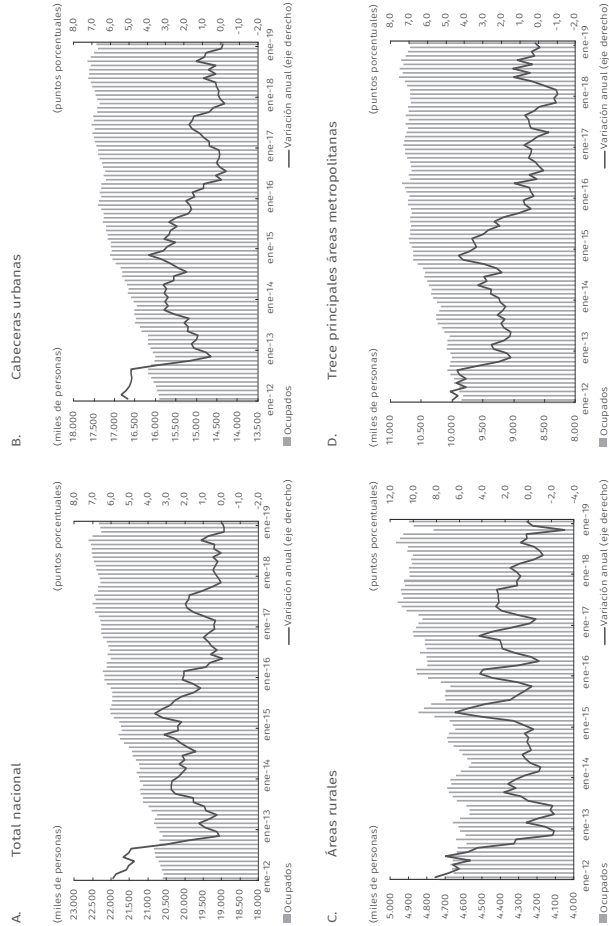 A. Total nacional
(miles de personas) (puntos porcentuales)
23.000 8,0
22.500 7,0
22.000 6,0
21.500 5,0
21.000 4,0
20.500 3,0
20.000 2,0
19.500 1,0
19.000 0,0
18.500 -1,0
18.000 -2,0
ene-12 ene-13 ene-14 ene-15 ene-16 ene-17 ene-18 ene-19
Ocupados Variación anual (eje derecho)
B. Cabeceras urbanas
(miles de personas) (puntos porcentuales)
18.000 8,0
17.500 7,0
17.000 6,0
16.500 5,0
16.000 4,0
15.500 3,0
15.000 2,0
14.500 1,0
14.000 0,0
13.500 -1,0
-2,0
ene-12 ene-13 ene-14 ene-15 ene-16 ene-17 ene-18 ene-19
Ocupados Variación anual (eje derecho)
C. Áreas rurales
(miles de personas) (puntos porcentuales)
5.000 12,0
4.900 10,0
4.800 8,0
4.700 6,0
4.600 4,0
4.500 2,0
4.400 0,0
4.300 -2,0
4.200 -4,0
4.100
4.000
ene-12 ene-13 ene-14 ene-15 ene-16 ene-17 ene-18 ene-19
Ocupados Variación anual (eje derecho)
D. Trece principales áreas metropolitanas
(miles de personas) (puntos porcentuales)
11.000 8,0
10.500 7,0
10.000 6,0
9.500 5,0
9.000 4,0
8.500 3,0
8.000 2,0
1,0
0,0
-1,0
-2,0
ene-12 ene-13 ene-14 ene-15 ene-16 ene-17 ene-18 ene-19
Ocupados Variación anual (eje derecho)